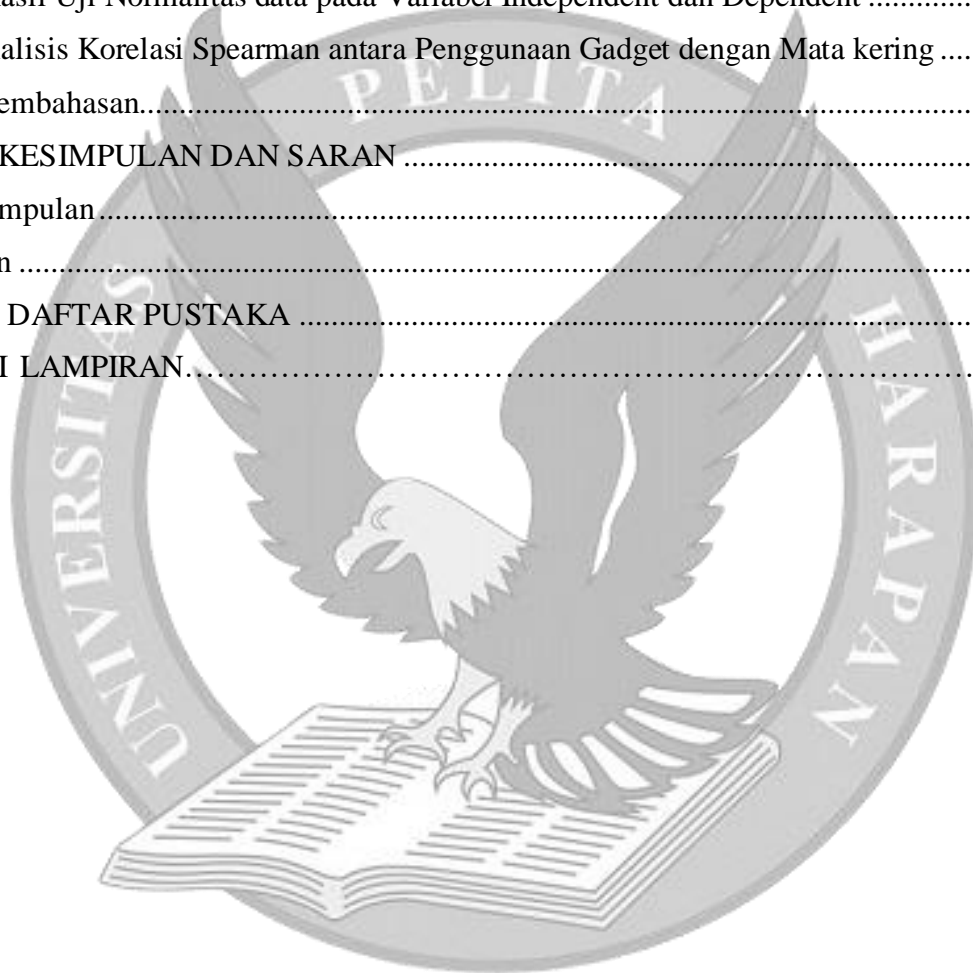 asil Uji Normalitas data pada Variabel Independent dan Dependent .............
alisis Korelasi Spearman antara Penggunaan Gadget dengan Mata kering ....
embahasan..........................................................................................
KESIMPULAN DAN SARAN ................................................................
mpulan................................................................................................
n .........................................................................................................
DAFTAR PUSTAKA ............................................................................
I LAMPIRAN......................................................................
UNIVERSITAS PELITA HARAPAN